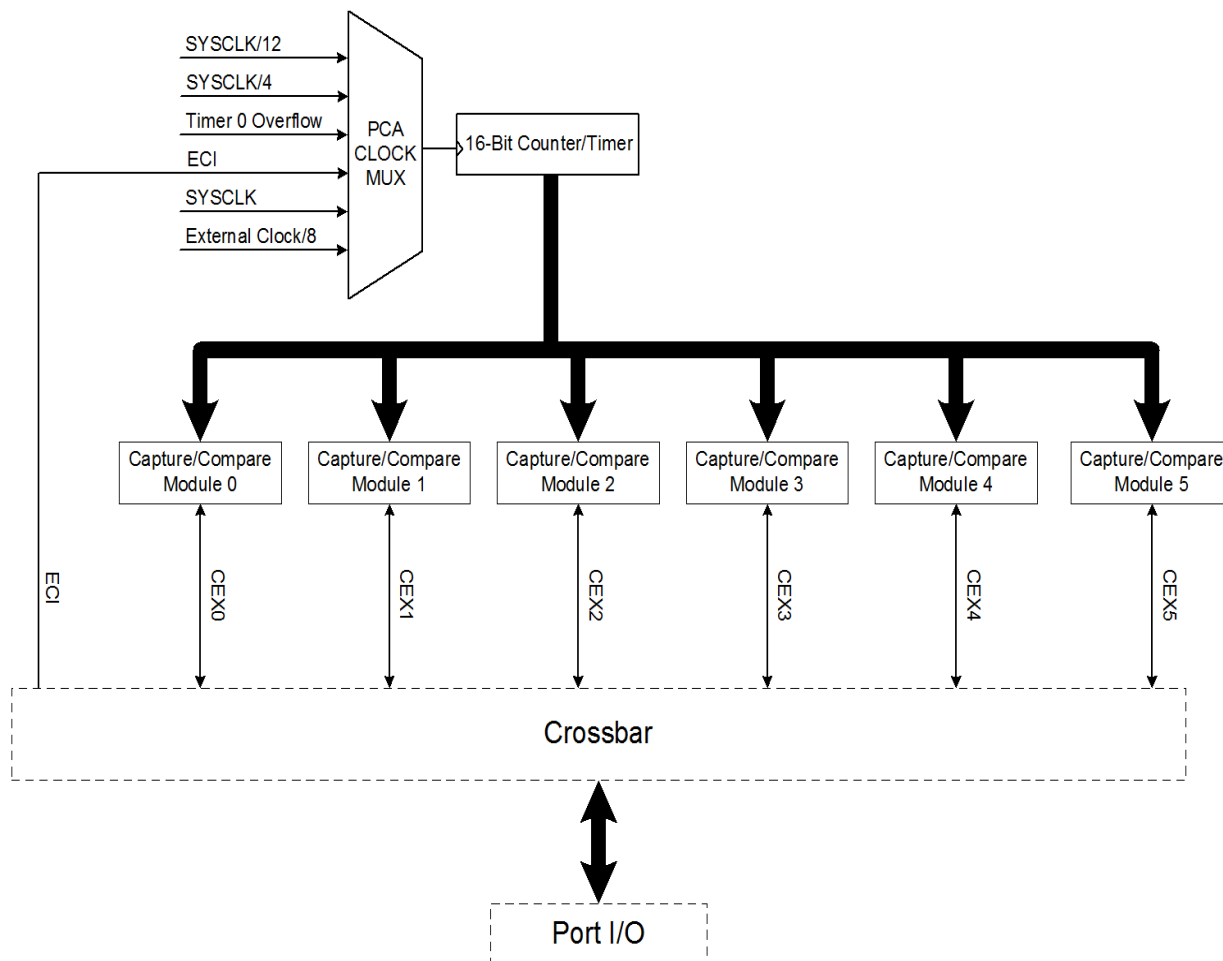 SYSCLK/12
SYSCLK/4
Timer 0 Overflow
ECI
SYSCLK
External Clock/8
PCA
CLOCK
MUX
16-Bit Counter/Timer
Capture/Compare
Module 0
Capture/Compare
Module 1
Capture/Compare
Module 2
Capture/Compare
Module 3
Capture/Compare
Module 4
Capture/Compare
Module 5
ECI
CEX0
CEX1
CEX2
CEX3
CEX4
CEX5
Crossbar
Port I/O